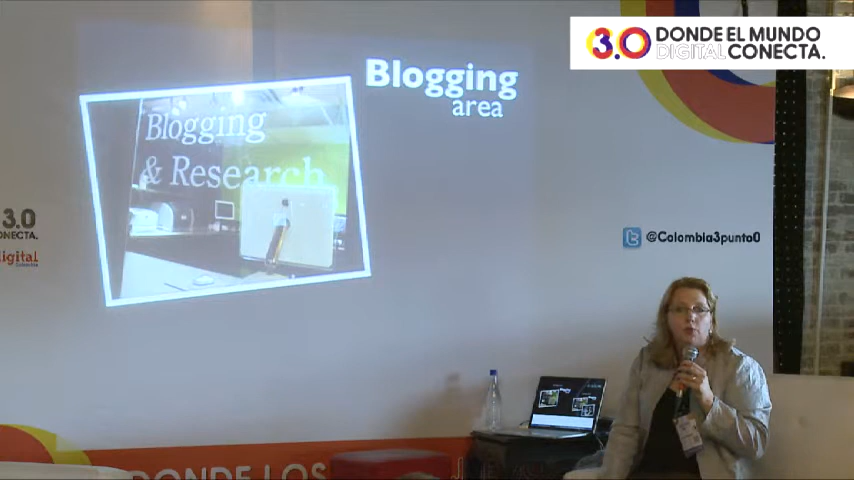 3.0
DONDE EL MUNDO
DIGITAL CONECTA.
Blogging
area
Blogging
& Research
3.0
CONECTA.
digital
@Colombia3punto0
DONDE LOS